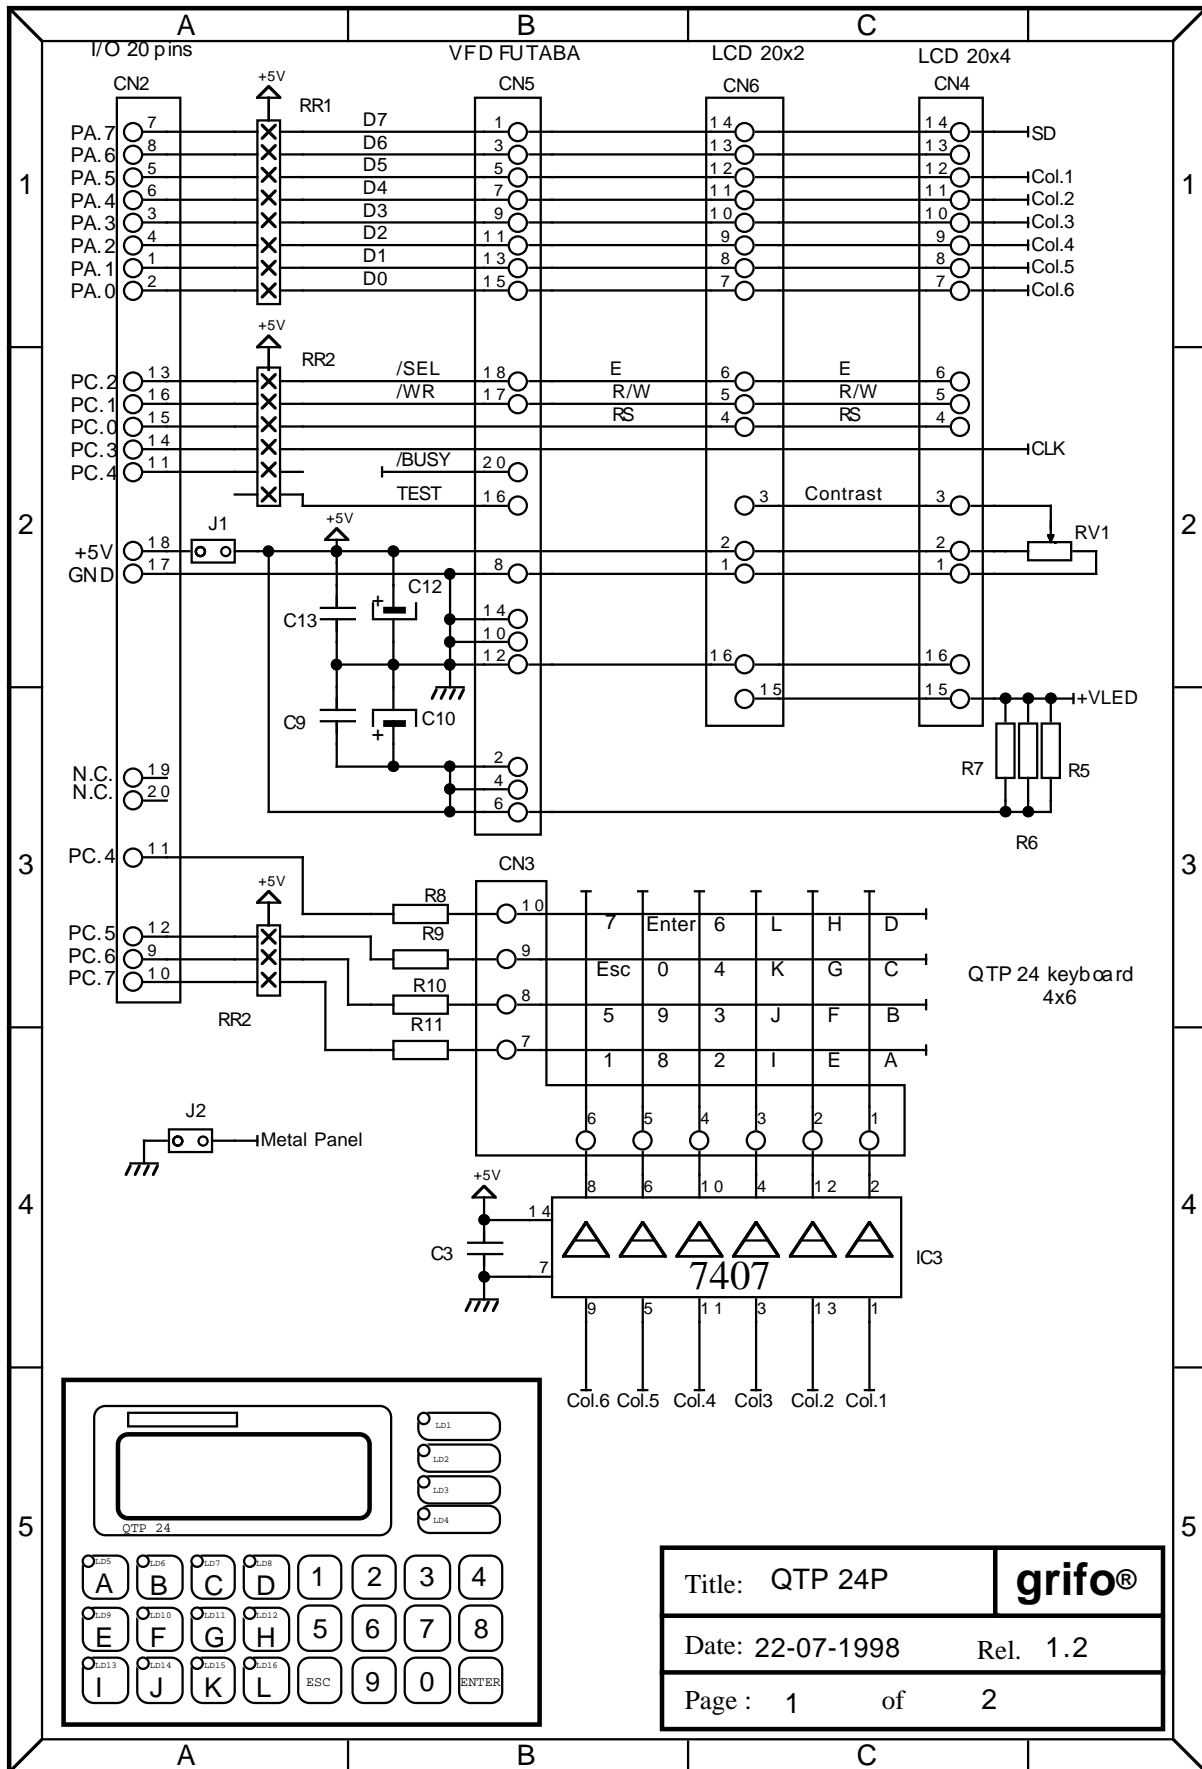 A B C
I/O 20 pins VFD FUTABA LCD 20x2 LCD 20x4
CN2 +5V RR1 CN5 CN6 CN4
PA.7 7 D7 1 14 14 SD
PA.6 8 D6 3 13 13
PA.5 5 D5 5 12 12 Col.1
1 1
PA.4 6 D4 7 11 11 Col.2
PA.3 3 D3 9 10 10 Col.3
PA.2 4 D2 11 9 9 Col.4
PA.1 1 D1 13 8 8 Col.5
PA.0 2 D0 15 7 7 Col.6
+5V
RR2
PC.2 13 /SEL 18 E 6 E 6
PC.1 16 /WR 17 R/W 5 R/W 5
PC.0 15 RS 4 RS 4
PC.3 14 CLK
PC.4 11 /BUSY 20
TEST 16 3 Contrast 3
2 J1 +5V RV1 2
+5V 18 2 2
GND 17 8 1 1
C12
C13 14
10
12 16 16
15 15 +VLED
C9 C10
2 R7 R5
N.C. 19
N.C. 20 4
6
R6
PC.4 11
3 CN3 3
+5V R8 10
7 Enter 6 L H D
PC.5 12 R9 9
PC.6 9 Esc 0 4 K G C
PC.7 10 R10 8 QTP 24 keyboard
4x6
RR2 R11 5 9 3 J F B
7
1 8 2 I E A
J2 6 5 4 3 2 1
Metal Panel
+5V 8 6 10 4 12 2
4 14 4
C3 7 7407 IC3
9 5 11 3 13 1
Col.6 Col.5 Col.4 Col3 Col.2 Col.1
LD1
LD2
LD3
LD4
QTP 24
5 5
LD5 A LD6 B LD7 C LD8 D 1 2 3 4
LD9 E LD10 F LD11 G LD12 H 5 6 7 8
LD13 I LD14 J LD15 K LD16 L ESC 9 0 ENTER
Title: QTP 24P grifo®
Date: 22-07-1998 Rel. 1.2
Page : 1 of 2
A B C